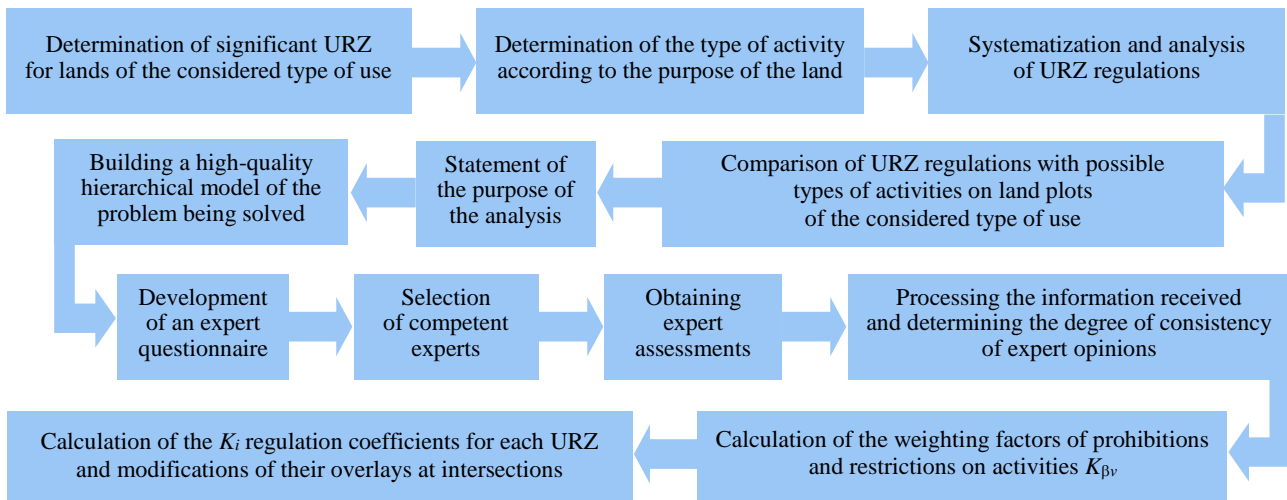 Determination of significant URZ
for lands of the considered type of use
Determination of the type of activity
according to the purpose of the land
Systematization and analysis
of URZ regulations
Building a high-quality
hierarchical model of the
problem being solved
Statement of
the purpose of
the analysis
Comparison of URZ regulations with possible
types of activities on land plots
of the considered type of use
Development
of an expert
questionnaire
Selection
of competent
experts
Obtaining
expert
assessments
Processing the information received
and determining the degree of consistency
of expert opinions
Calculation of the Ki regulation coefficients for each URZ
and modifications of their overlays at intersections
Calculation of the weighting factors of prohibitions
and restrictions on activities Kβv